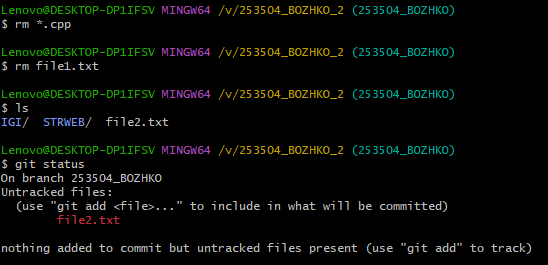 Lenovo@DESKTOP-DP1IFSV MINGW64 /v/253504_BOZHKO_2 (253504_BOZHKO)
$ rm *.cpp
Lenovo@DESKTOP-DP1IFSV MINGW64 /v/253504_BOZHKO_2 (253504_BOZHKO)
$ rm file1.txt
Lenovo@DESKTOP-DP1IFSV MINGW64 /v/253504_BOZHKO_2 (253504_BOZHKO)
$ ls
IGI/  STRWEB/  file2.txt
Lenovo@DESKTOP-DP1IFSV MINGW64 /v/253504_BOZHKO_2 (253504_BOZHKO)
$ git status
On branch 253504_BOZHKO
Untracked files:
  (use "git add <file>..." to include in what will be committed)
        file2.txt
nothing added to commit but untracked files present (use "git add" to track)